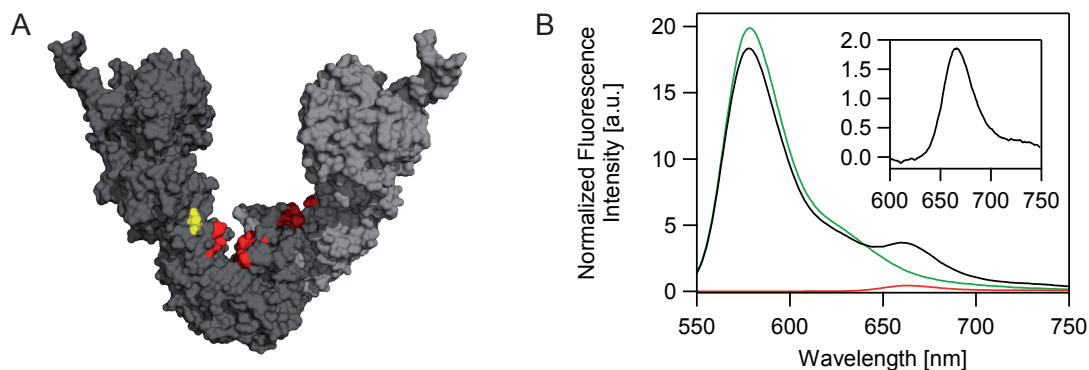 A
B
Normalized Fluorescence
Intensity [a.u.]
20
15
10
5
0
2.0
1.5
1.0
0.5
0.0
600 650 700 750
550 600 650 700 750
Wavelength [nm]